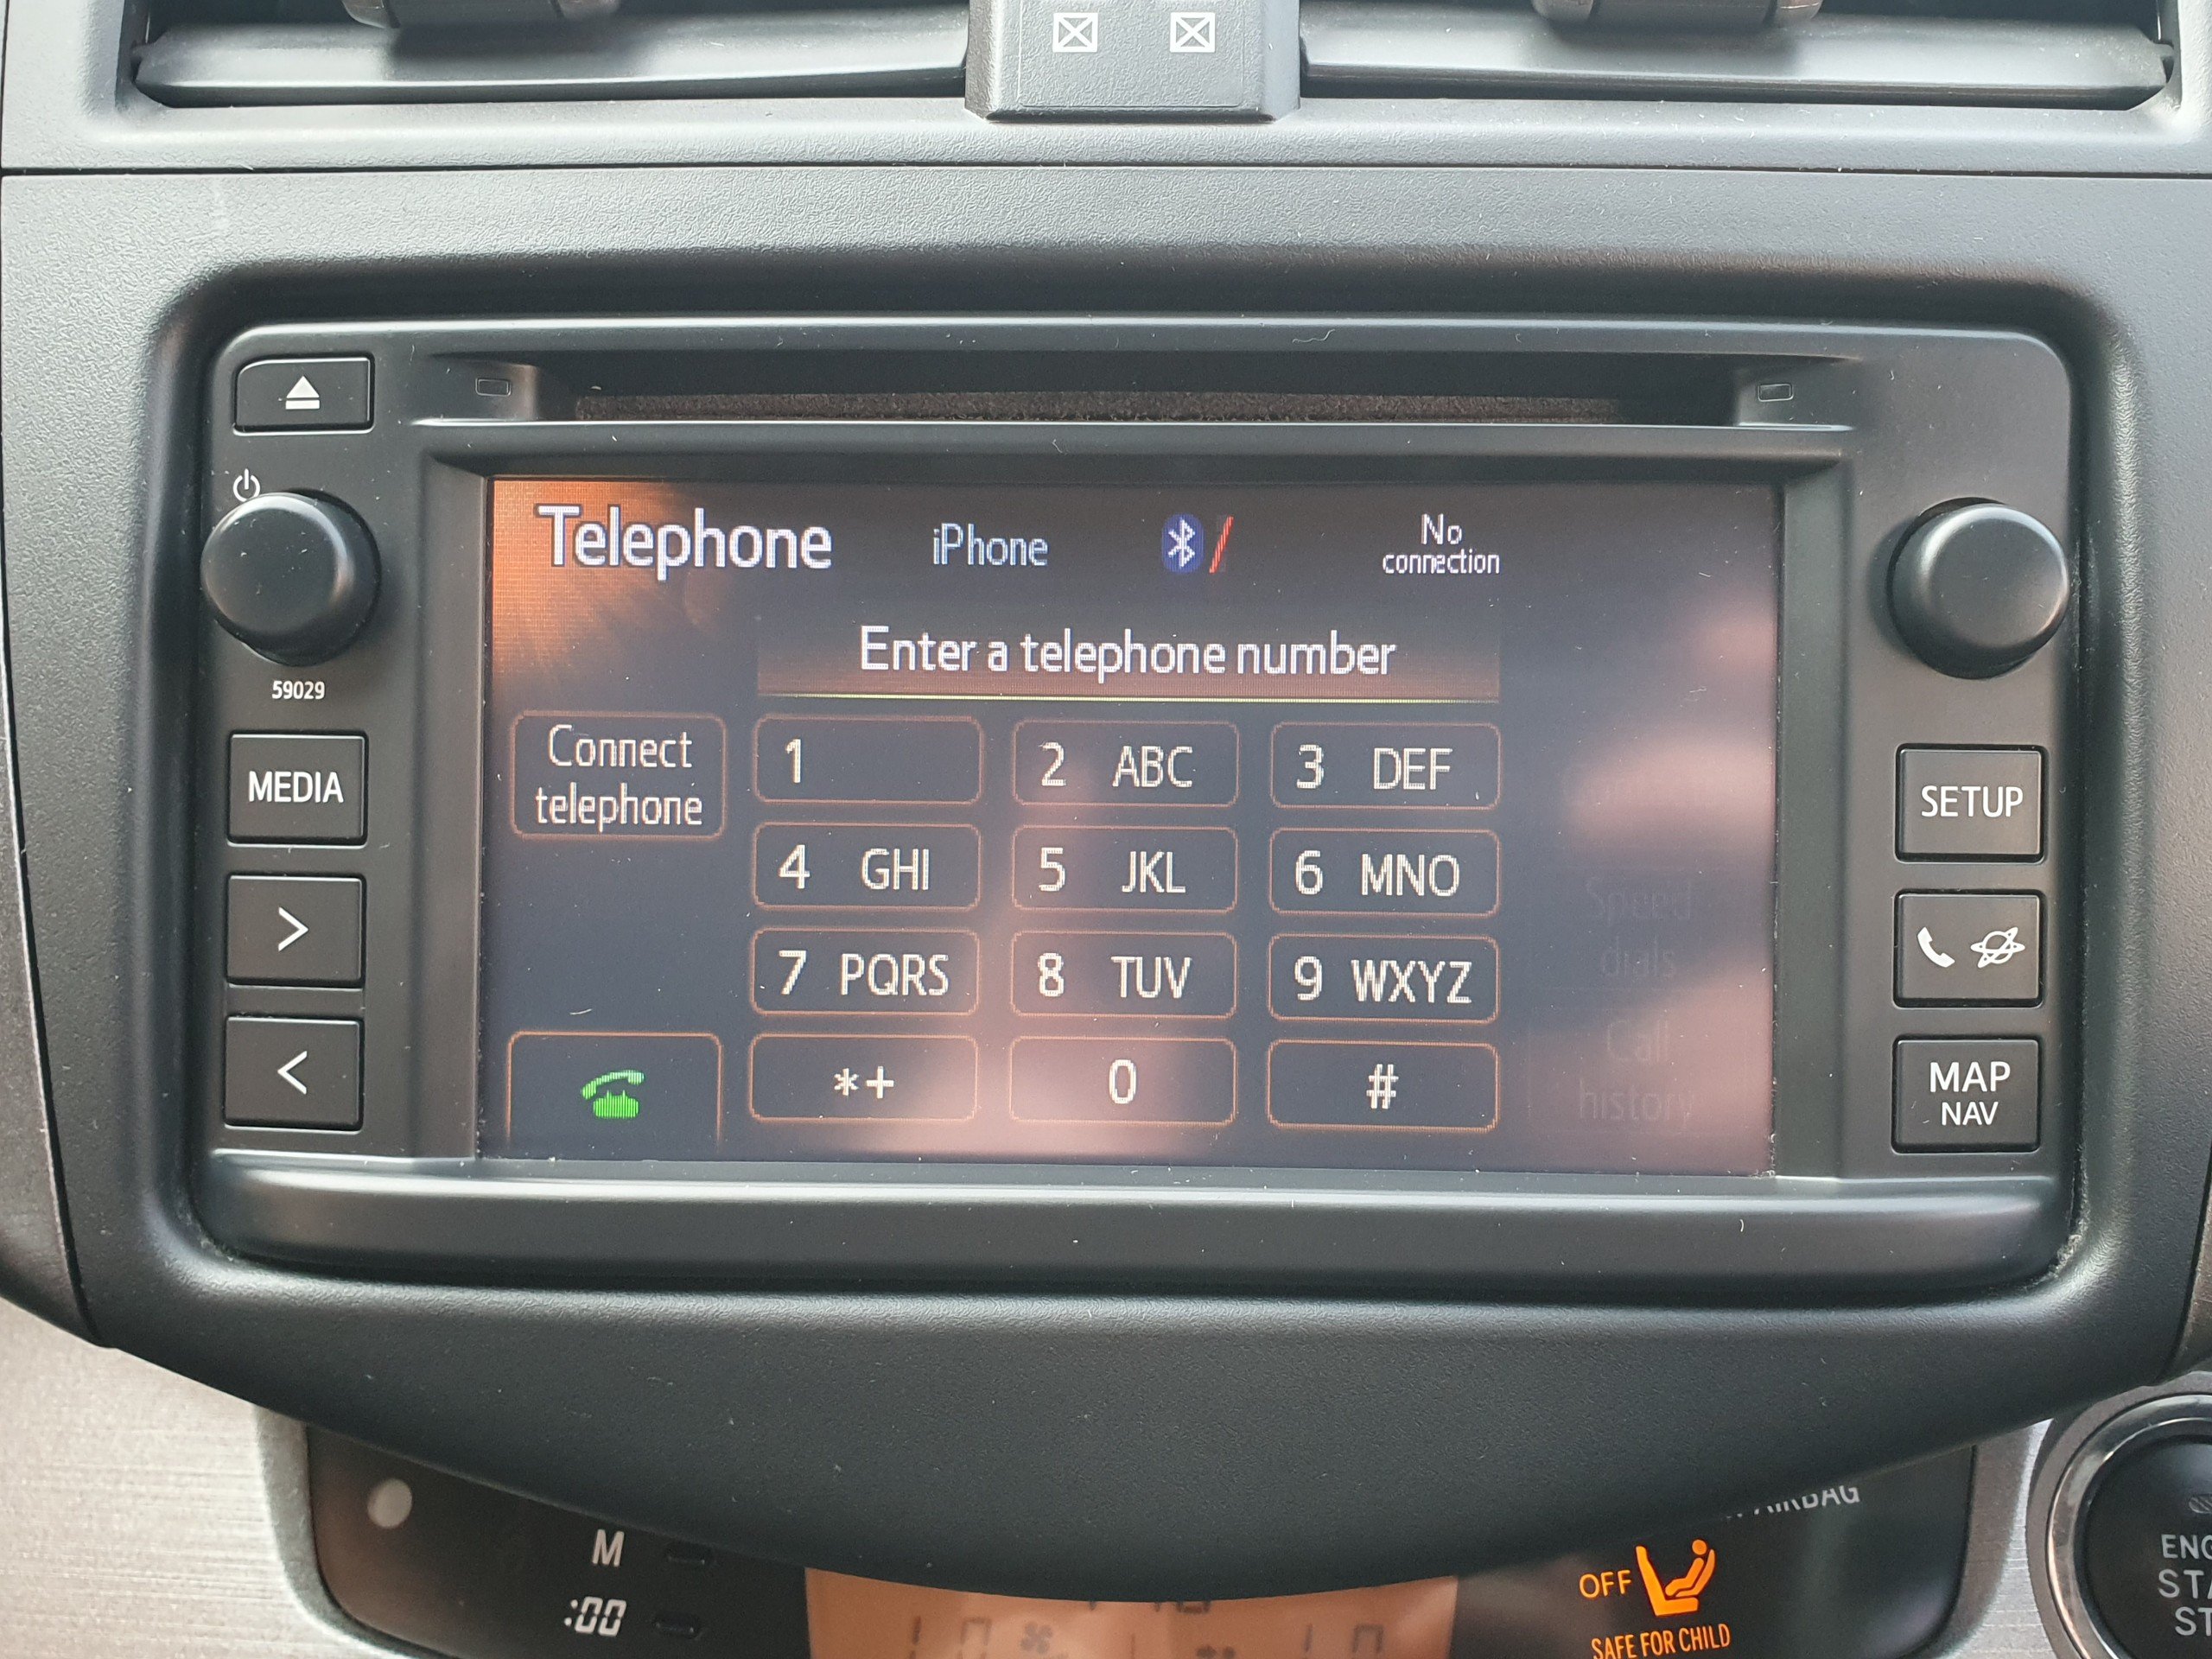 Telephone iPhone No
connection
Enter a telephone number
59029
MEDIA
>
<
Connect
telephone
1
2 ABC
3 DEF
4 GHI
5 JKL
6 MNO
7 PQRS
8 TUV
9 WXYZ
*+
0
#
Speed
dials
Call
history
SETUP
MAP
NAV
M
:00
AIRBAG
OFF
SAFE FOR CHILD